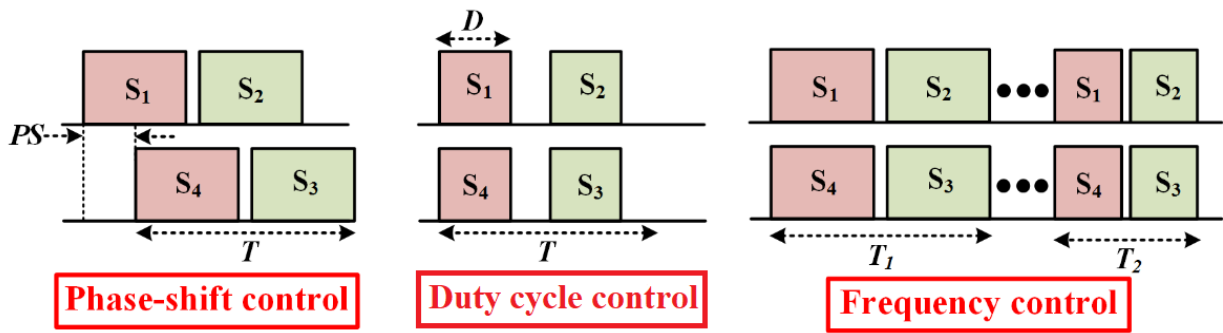 S1 S2
PS
S4 S3
T
Phase-shift control
D
S1 S2
S4 S3
T
Duty cycle control
S1 S2 S1 S2
S4 S3 S4 S3
T1 T2
Frequency control